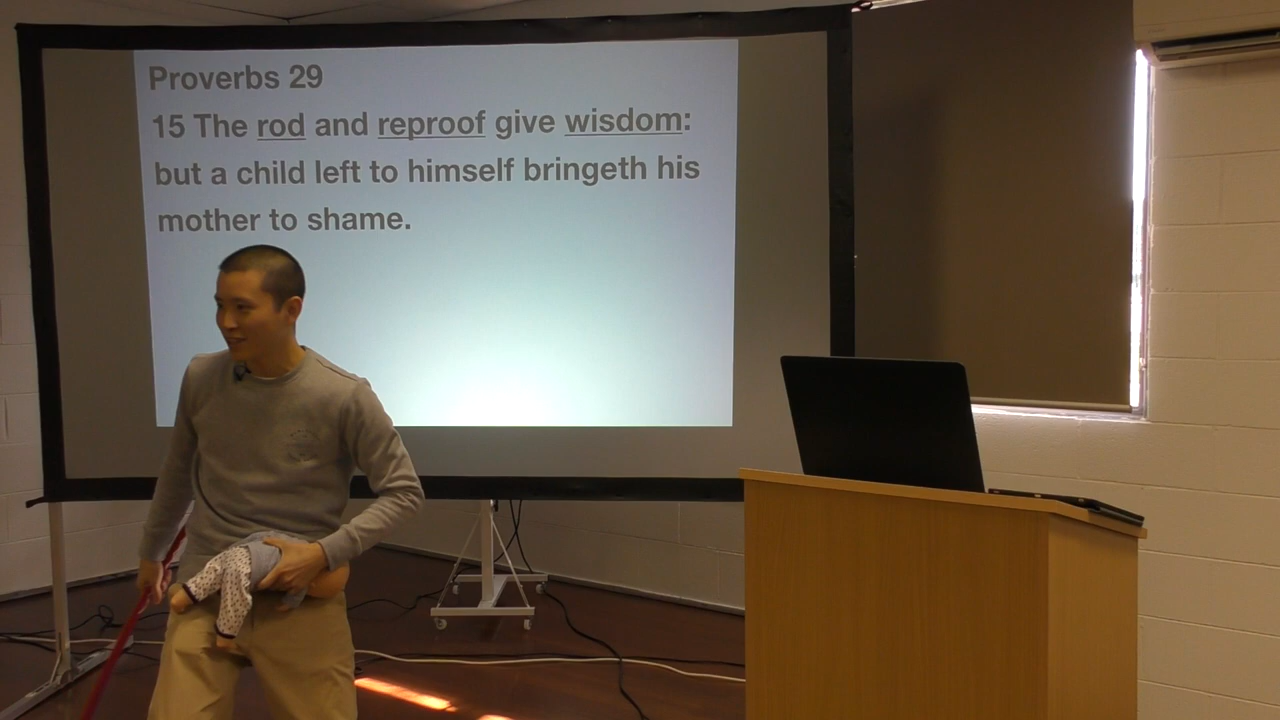 Proverbs 29
15 The rod and reproof give wisdom:
but a child left to himself bringeth his
mother to shame.